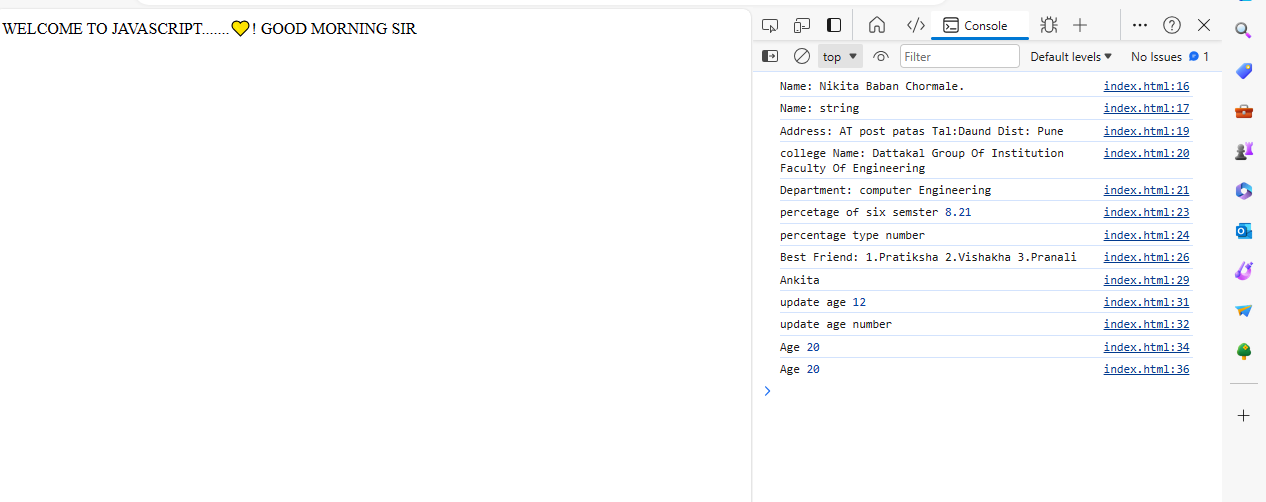 WELCOME TO JAVASCRIPT.......💛! GOOD MORNING SIR
Console
top
Filter
Default levels
No Issues
1
Name: Nikita Baban Chormale. index.html:16
Name: string index.html:17
Address: AT post patas Tal:Daund Dist: Pune index.html:19
college Name: Dattakal Group Of Institution index.html:20
Faculty Of Engineering
Department: computer Engineering index.html:21
percetage of six semster 8.21 index.html:23
percentage type number index.html:24
Best Friend: 1.Pratiksha 2.Vishakha 3.Pranali index.html:26
Ankita index.html:29
update age 12 index.html:31
update age number index.html:32
Age 20 index.html:34
Age 20 index.html:36